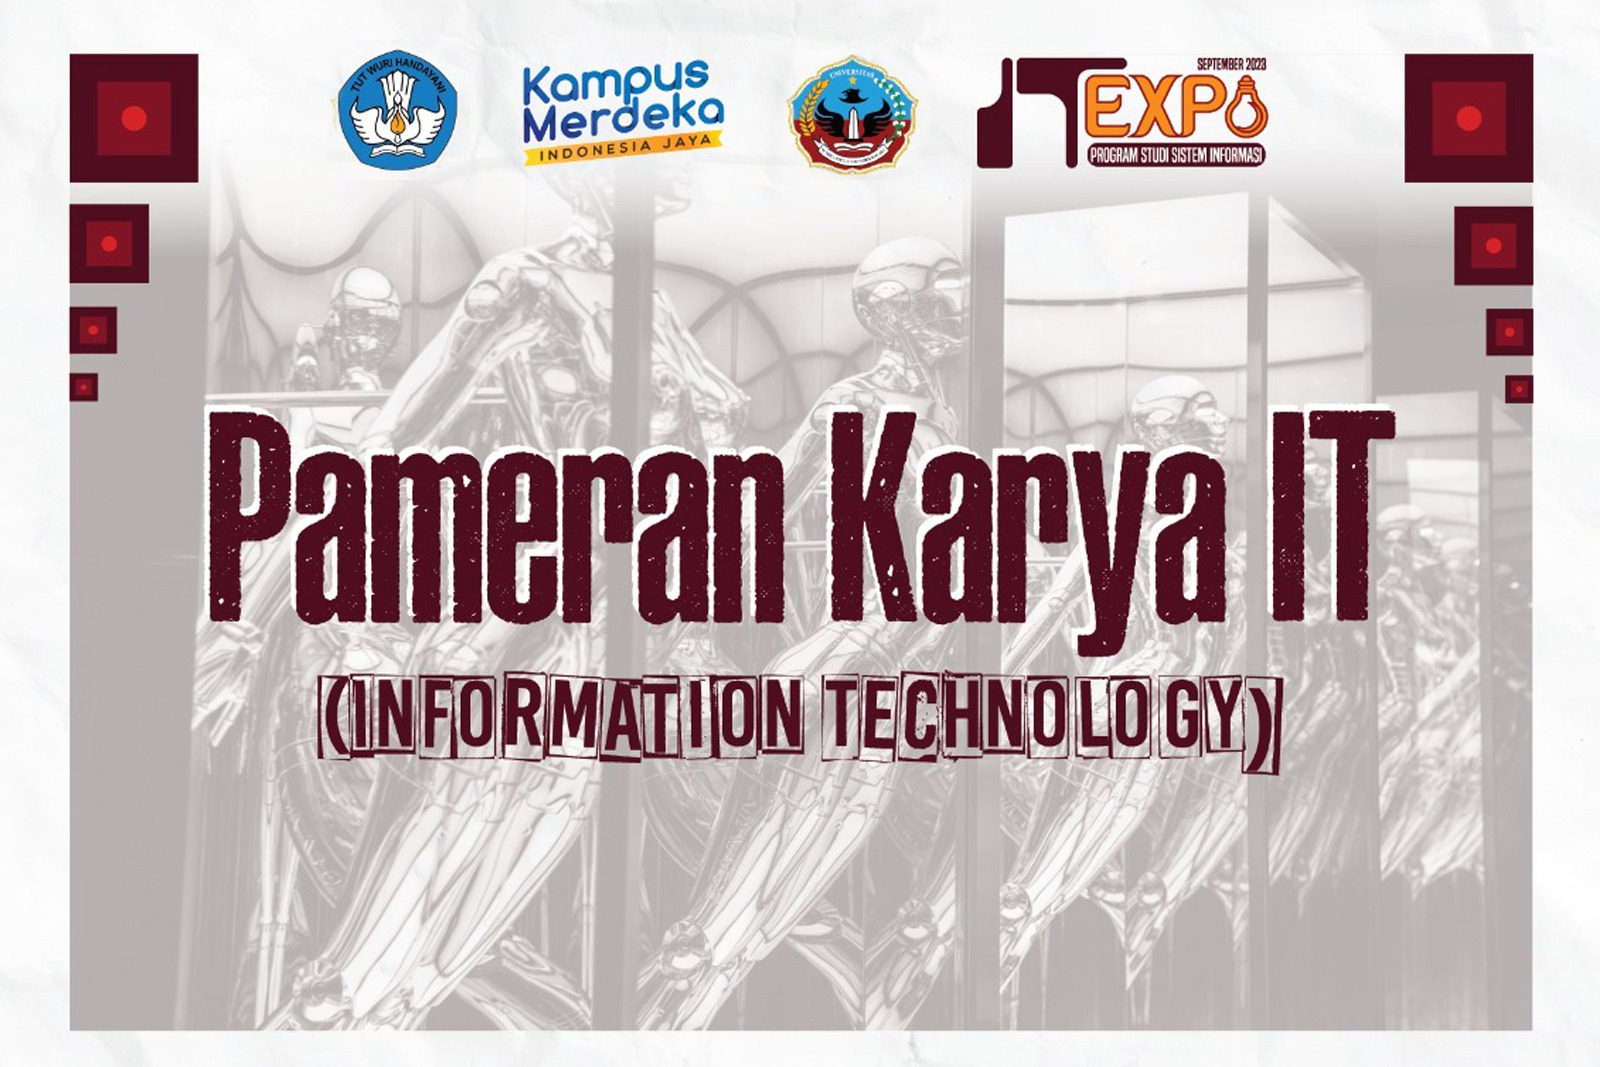 TUT WURI HANDAYANI
Kampus
Merdeka
INDONESIA JAYA
UNIVERSITAS
SEPTEMBER 2023
IT EXPO
PROGRAM STUDI SISTEM INFORMASI
Pameran Karya IT
(INFORMATION TECHNOLOGY)